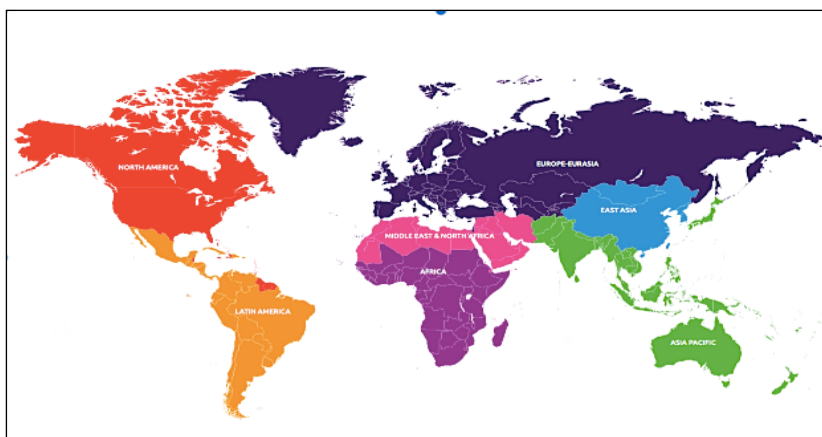 NORTH AMERICA
EUROPE-EURASIA
EAST ASIA
MIDDLE EAST & NORTH AFRICA
AFRICA
LATIN AMERICA
ASIA PACIFIC